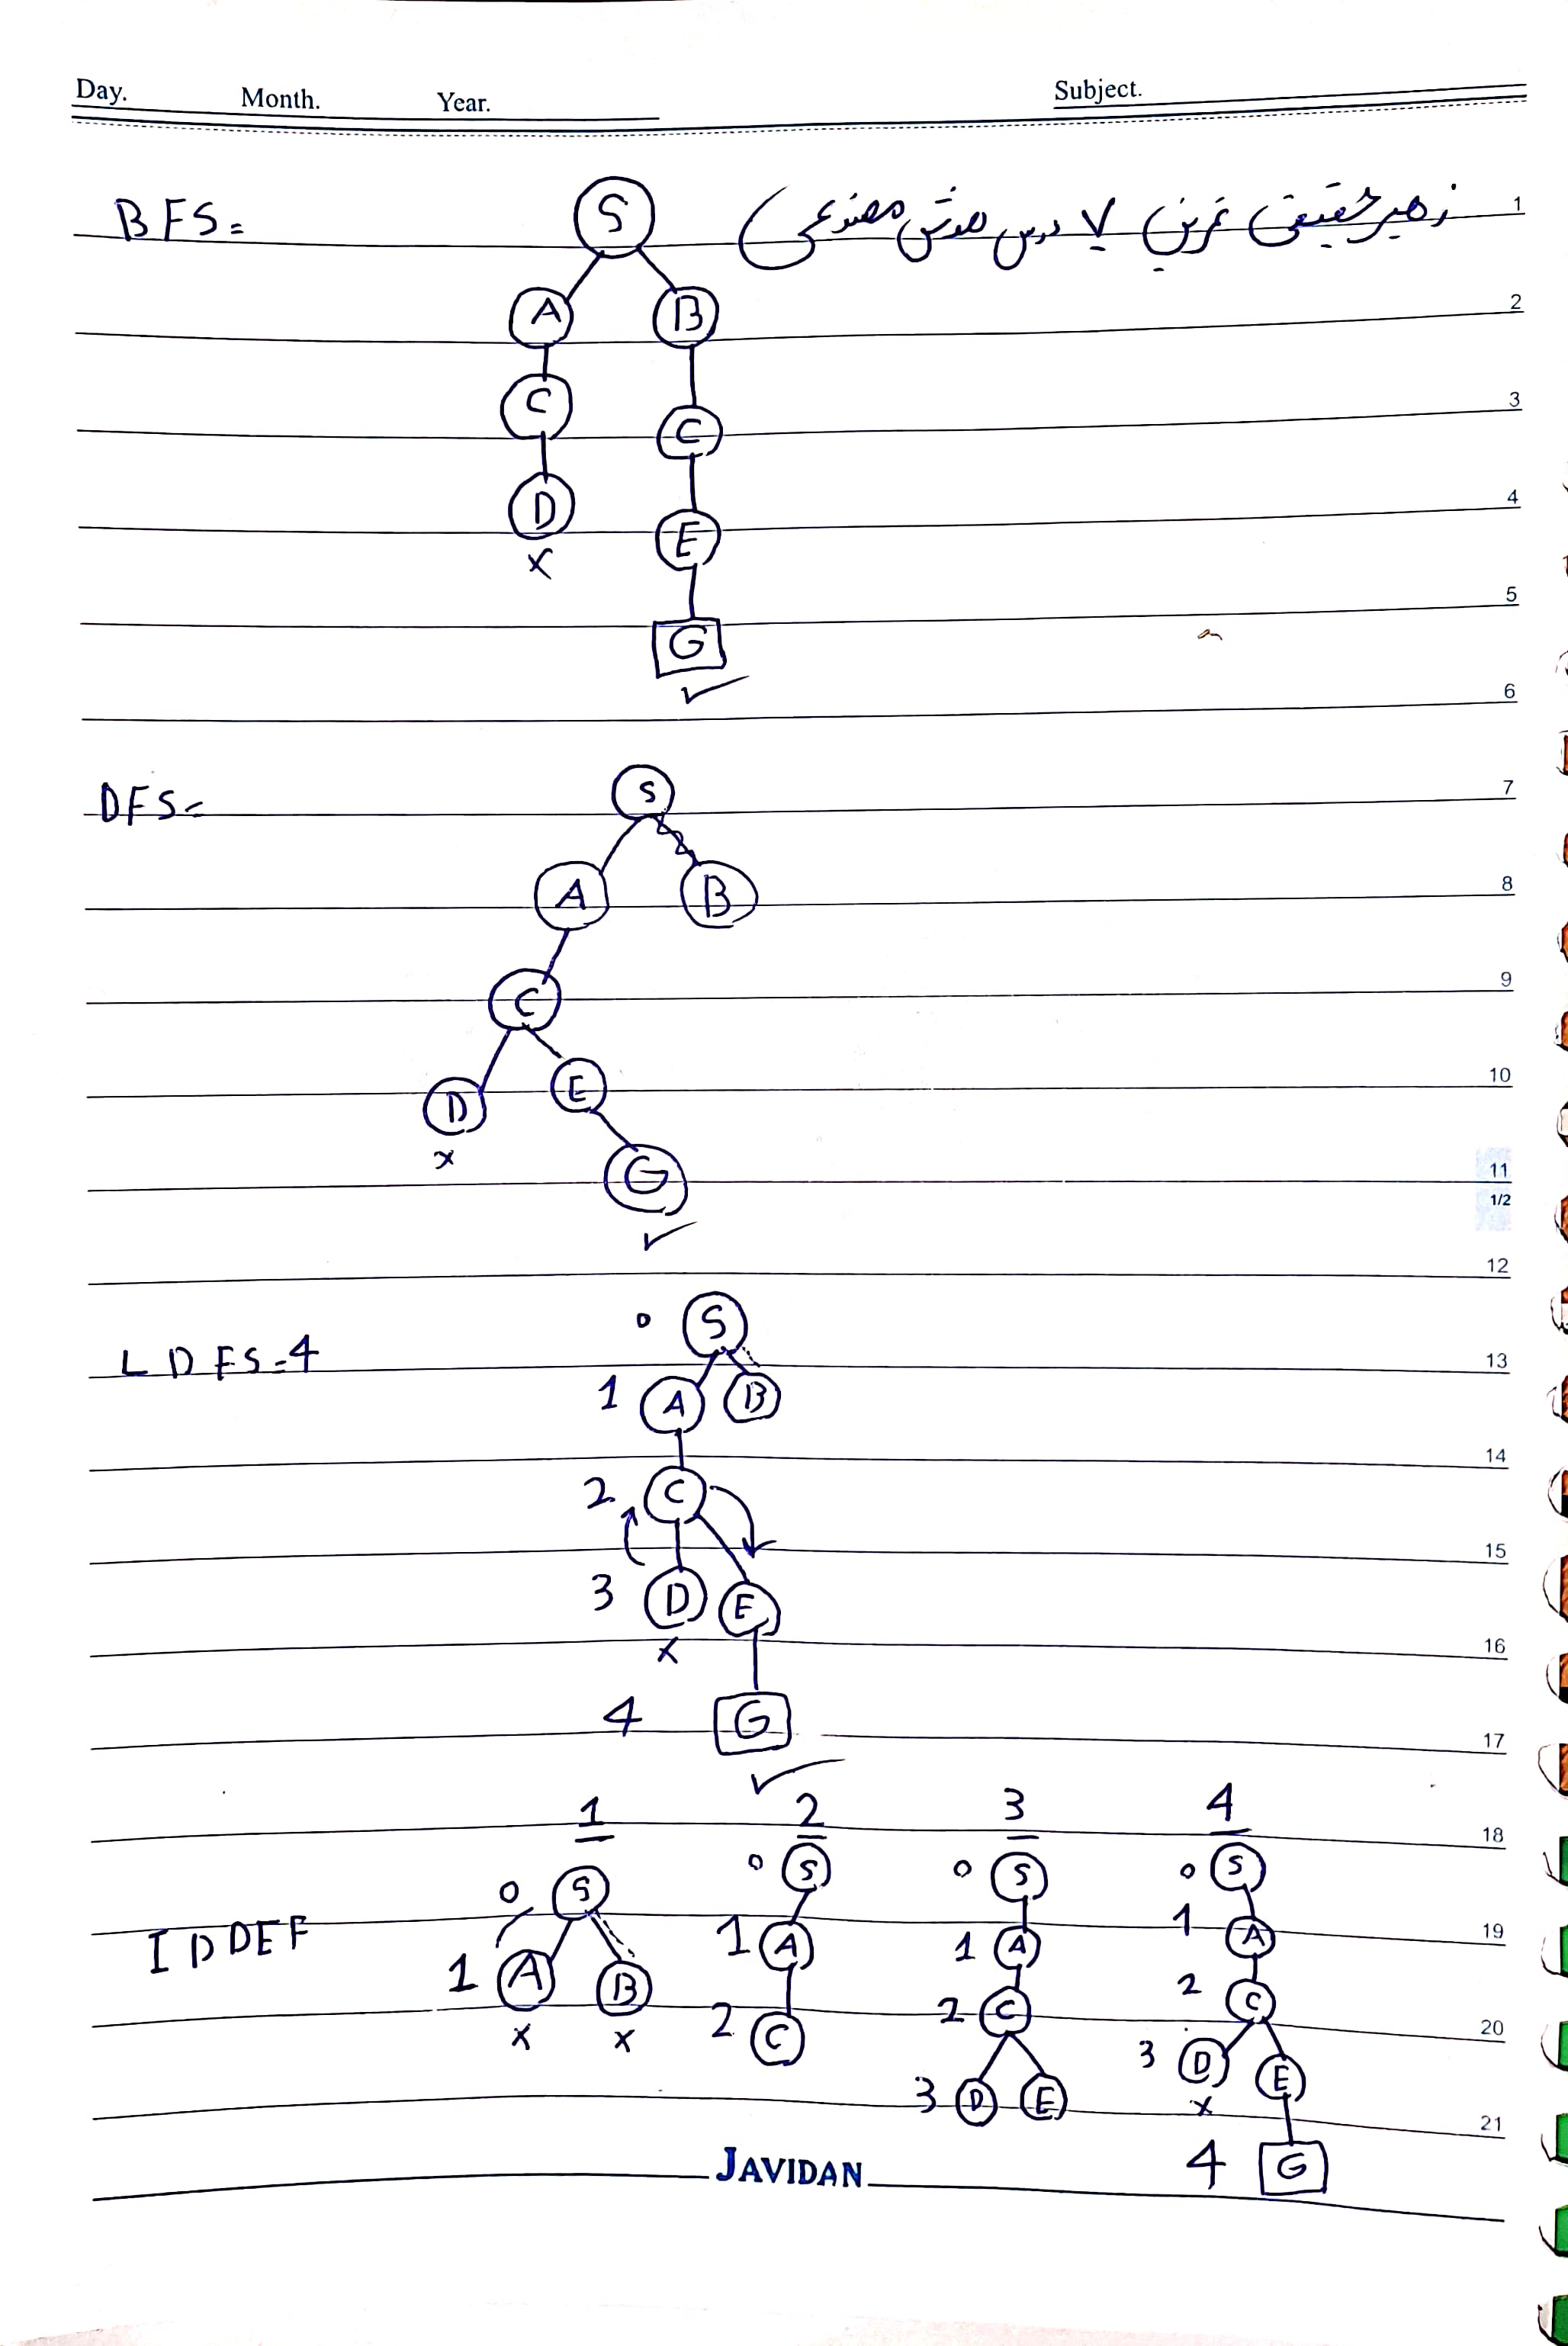 Day. Month. Year. Subject.
BFS= S زهیر حقیقی تمرین ۷ درس هوش مصنوعی 1
A B 2
C C 3
D E 4
x
G 5
✓ 6
DFS= S 7
A B 8
C 9
D E 10
x G 11
✓ 1/2
12
0 S
LDFS=4 13
1 A B
14
2 C
15
3 D E
x 16
4 G 17
✓
1 2 3 4 18
0 S 0 S 0 S 0 S
IDDEF 1 A B 1 A 1 A 1 A 19
x x 2 C 2 C 2 C 20
3 D E 3 D E
x 21
4 G
JAVIDAN